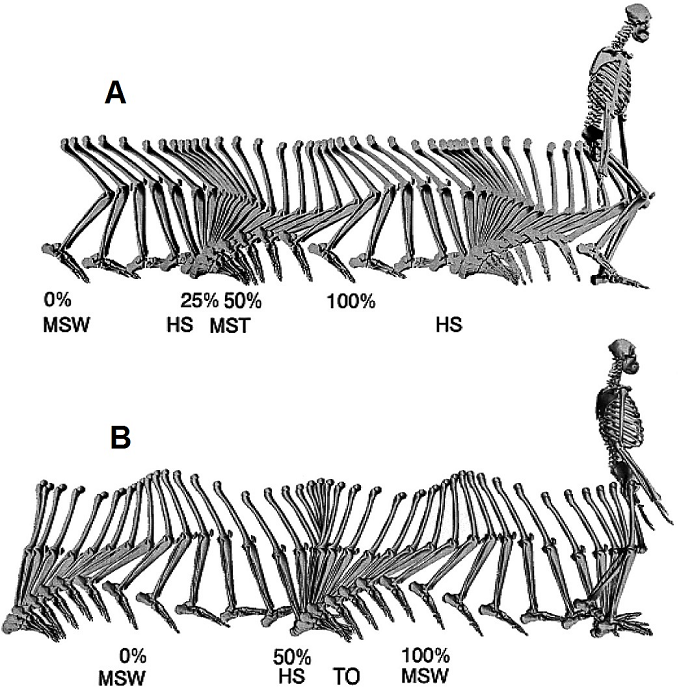 A
0% 25% 50% 100%
MSW HS MST HS
B
0% 50% 100%
MSW HS TO MSW